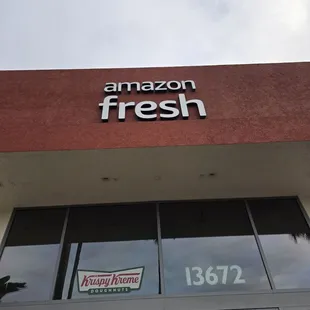 amazon
fresh
Krispy Kreme
DOUGHNUTS
13672